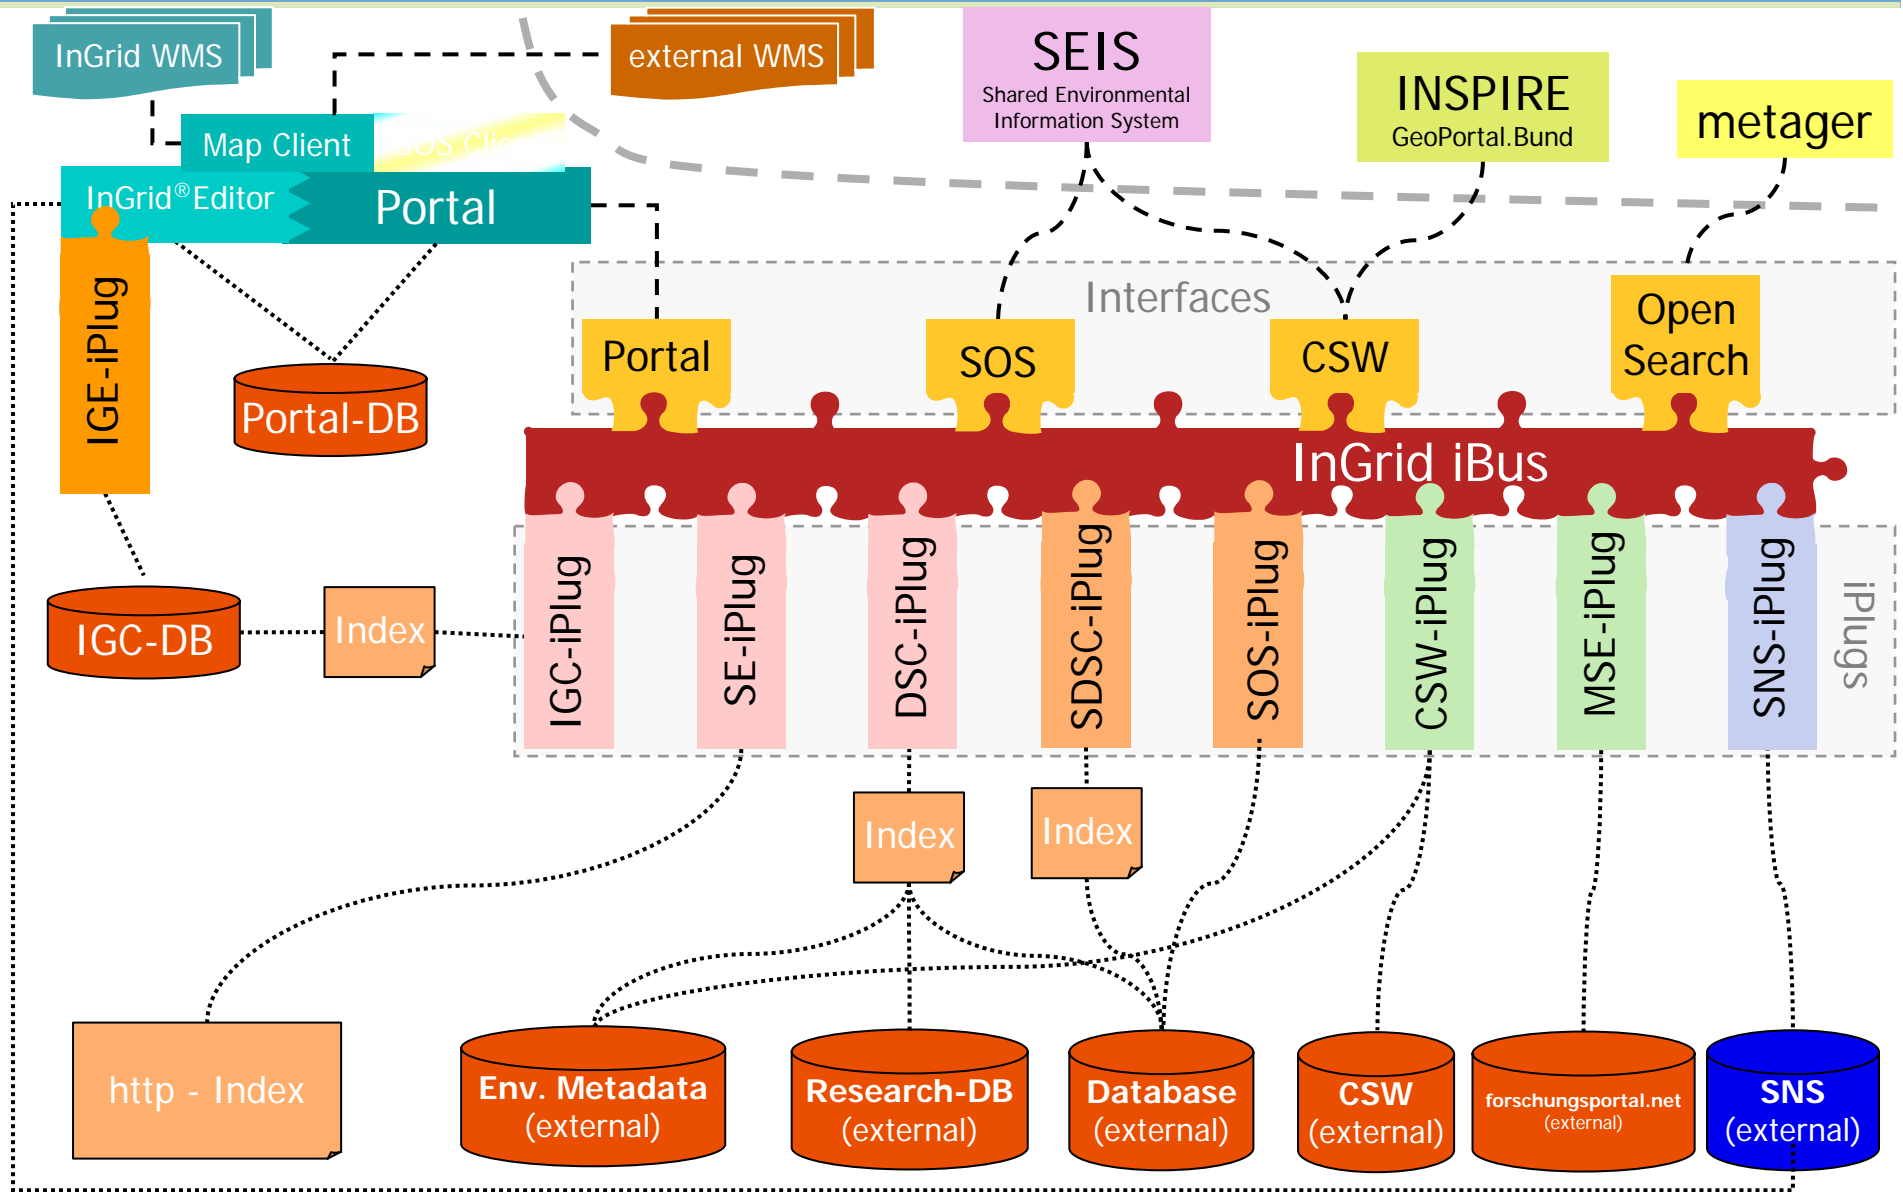 InGrid WMS
external WMS
SEIS
Shared Environmental
Information System
INSPIRE
GeoPortal.Bund
metager
Map Client
SOS Client
InGrid®Editor
Portal
IGE-iPlug
Portal-DB
Interfaces
Portal
SOS
CSW
Open
Search
InGrid iBus
IGC-DB
Index
IGC-iPlug
SE-iPlug
DSC-iPlug
SDSC-iPlug
SOS-iPlug
CSW-iPlug
MSE-iPlug
SNS-iPlug
iPlugs
Index
Index
http - Index
Env. Metadata
(external)
Research-DB
(external)
Database
(external)
CSW
(external)
forschungsportal.net
(external)
SNS
(external)